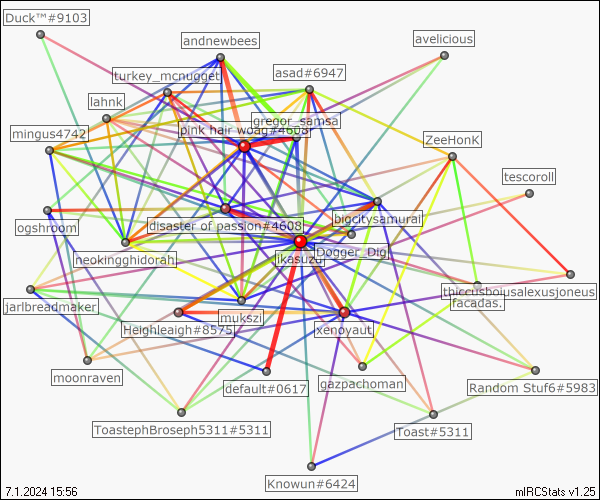 Duck™#9103
andnewbees
avelicious
turkey_mcnugget
asad#6947
lahnk
gregor_samsa
mingus4742
pink hair woag#4608
ZeeHonK
tescoroll
ogshroom
disaster of passion#4608
bigcitysamurai
neokingghidorah
jikasuzu
Dogger_Digi
thiccusboiusalexusjoneus
jarlbreadmaker
facadas.
mukszi
Heighleaigh#8575
xenoyaut
moonraven
default#0617
gazpachoman
Random Stuf6#5983
ToastephBroseph5311#5311
Toast#5311
Knowun#6424
7.1.2024 15:56
mIRCStats v1.25